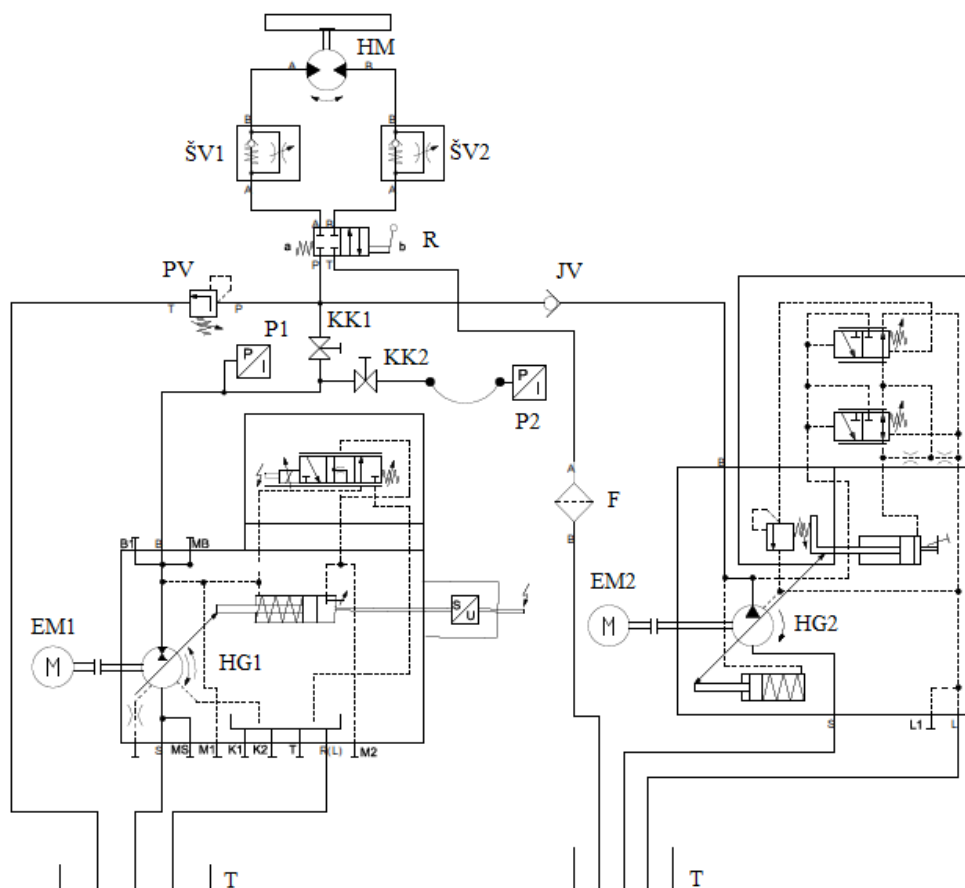 HM
A B
B B
ŠV1 ŠV2
A A
A B
a b R
P T
PV JV
T P
P1 KK1
P
I
KK2
P
I
P2
A
F
B
B
B1 B MB
EM1
M
HG1
S
U
EM2
M
HG2
S MS M1 K1 K2 T R(L) M2
S L1 L
T T